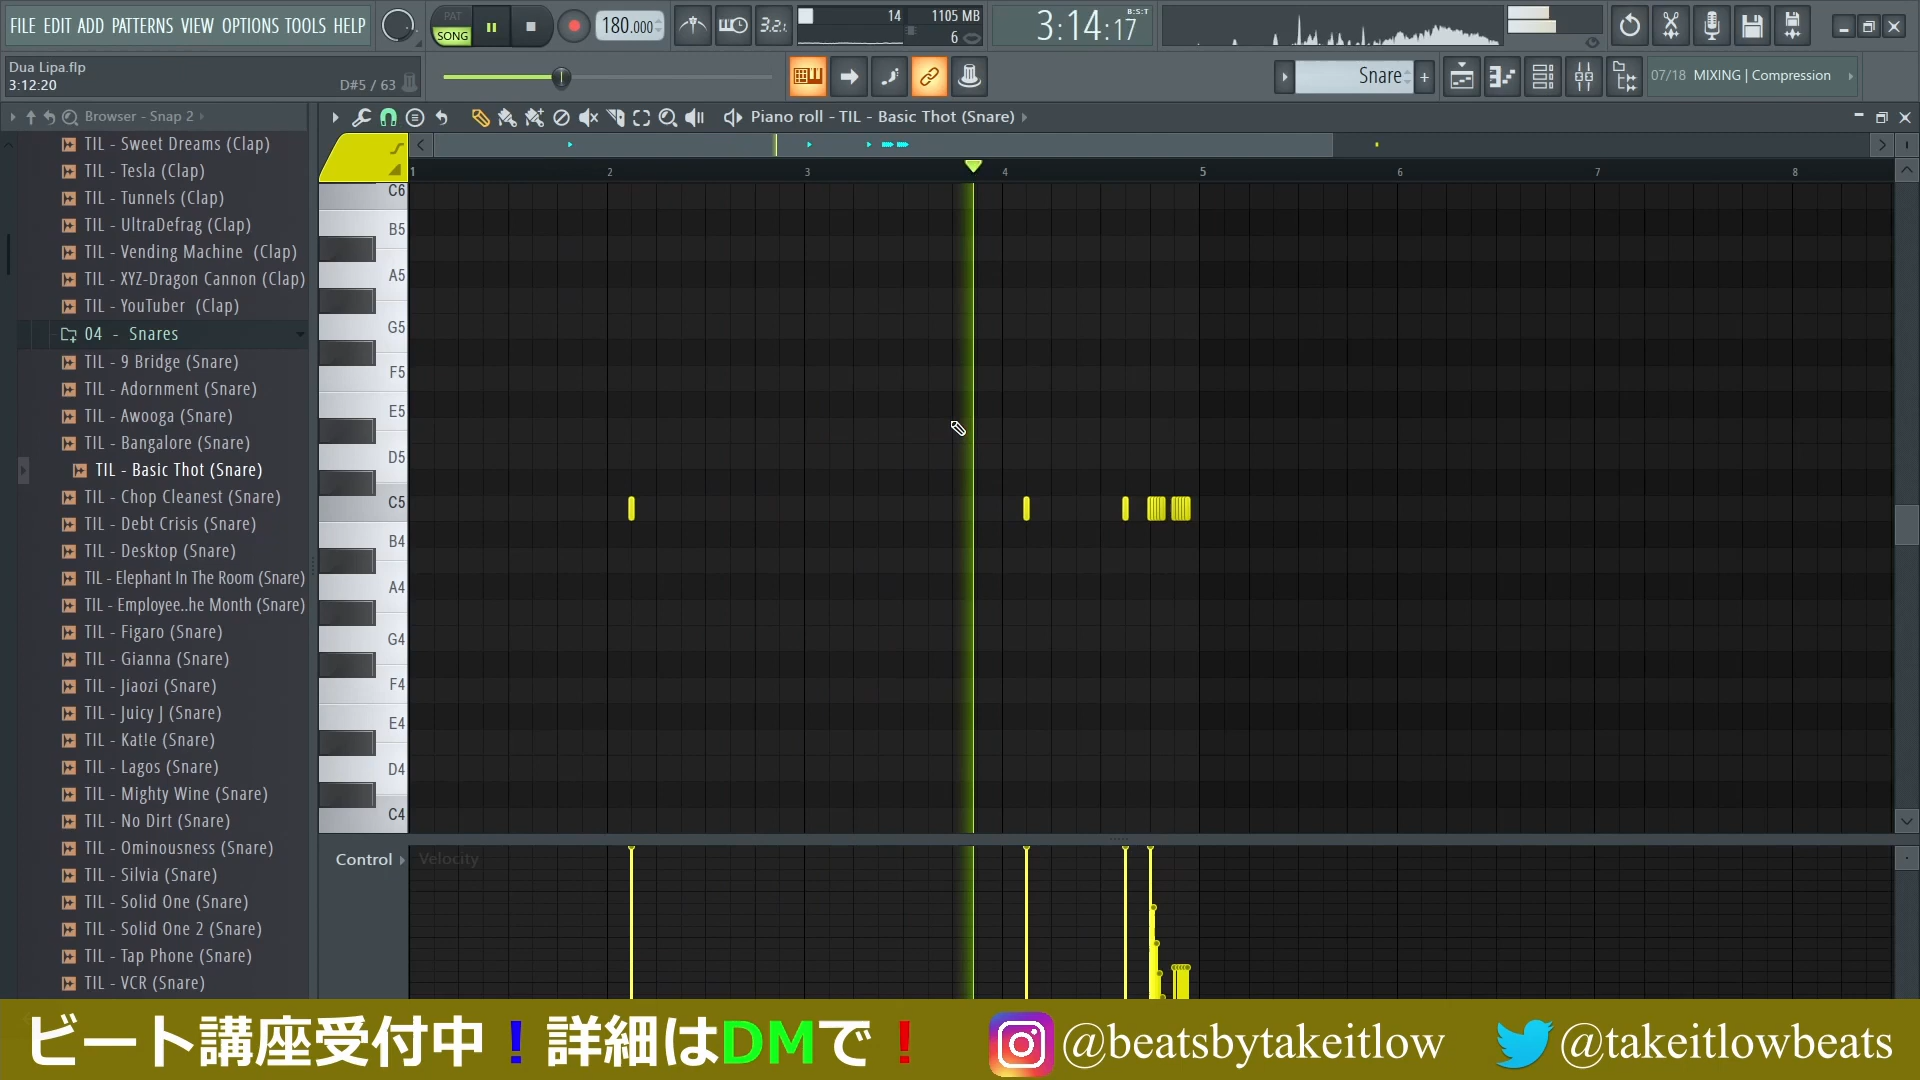 FILE EDIT ADD PATTERNS VIEW OPTIONS TOOLS HELP
PAT
SONG
180.000
3.2.
14
1105 MB
6
3:14:17
B:S:T
Dua Lipa.flp
3:12:20
D#5 / 63
Snare
07/18 MIXING | Compression
Browser - Snap 2
Piano roll - TIL - Basic Thot (Snare)
1 2 3 4 5 6 7 8
TIL - Sweet Dreams (Clap)
TIL - Tesla (Clap)
TIL - Tunnels (Clap)
TIL - UltraDefrag (Clap)
TIL - Vending Machine (Clap)
TIL - XYZ-Dragon Cannon (Clap)
TIL - YouTuber (Clap)
04 - Snares
TIL - 9 Bridge (Snare)
TIL - Adornment (Snare)
TIL - Awooga (Snare)
TIL - Bangalore (Snare)
TIL - Basic Thot (Snare)
TIL - Chop Cleanest (Snare)
TIL - Debt Crisis (Snare)
TIL - Desktop (Snare)
TIL - Elephant In The Room (Snare)
TIL - Employee..he Month (Snare)
TIL - Figaro (Snare)
TIL - Gianna (Snare)
TIL - Jiaozi (Snare)
TIL - Juicy J (Snare)
TIL - Kat!e (Snare)
TIL - Lagos (Snare)
TIL - Mighty Wine (Snare)
TIL - No Dirt (Snare)
TIL - Ominousness (Snare)
TIL - Silvia (Snare)
TIL - Solid One (Snare)
TIL - Solid One 2 (Snare)
TIL - Tap Phone (Snare)
TIL - VCR (Snare)
C6
B5
A5
G5
F5
E5
D5
C5
B4
A4
G4
F4
E4
D4
C4
Control
Velocity
ビート講座受付中！詳細はDMで！
@beatsbytakeitlow
@takeitlowbeats